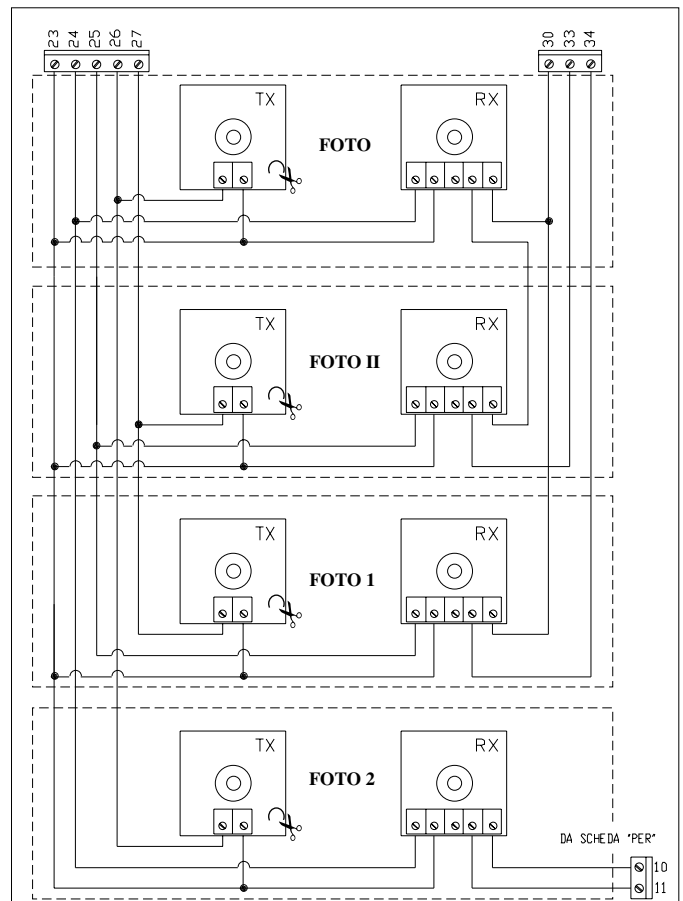 23 24 25 26 27
30 33 34
TX FOTO RX
TX FOTO II RX
TX FOTO 1 RX
TX FOTO 2 RX
DA SCHEDA "PER"
10
11